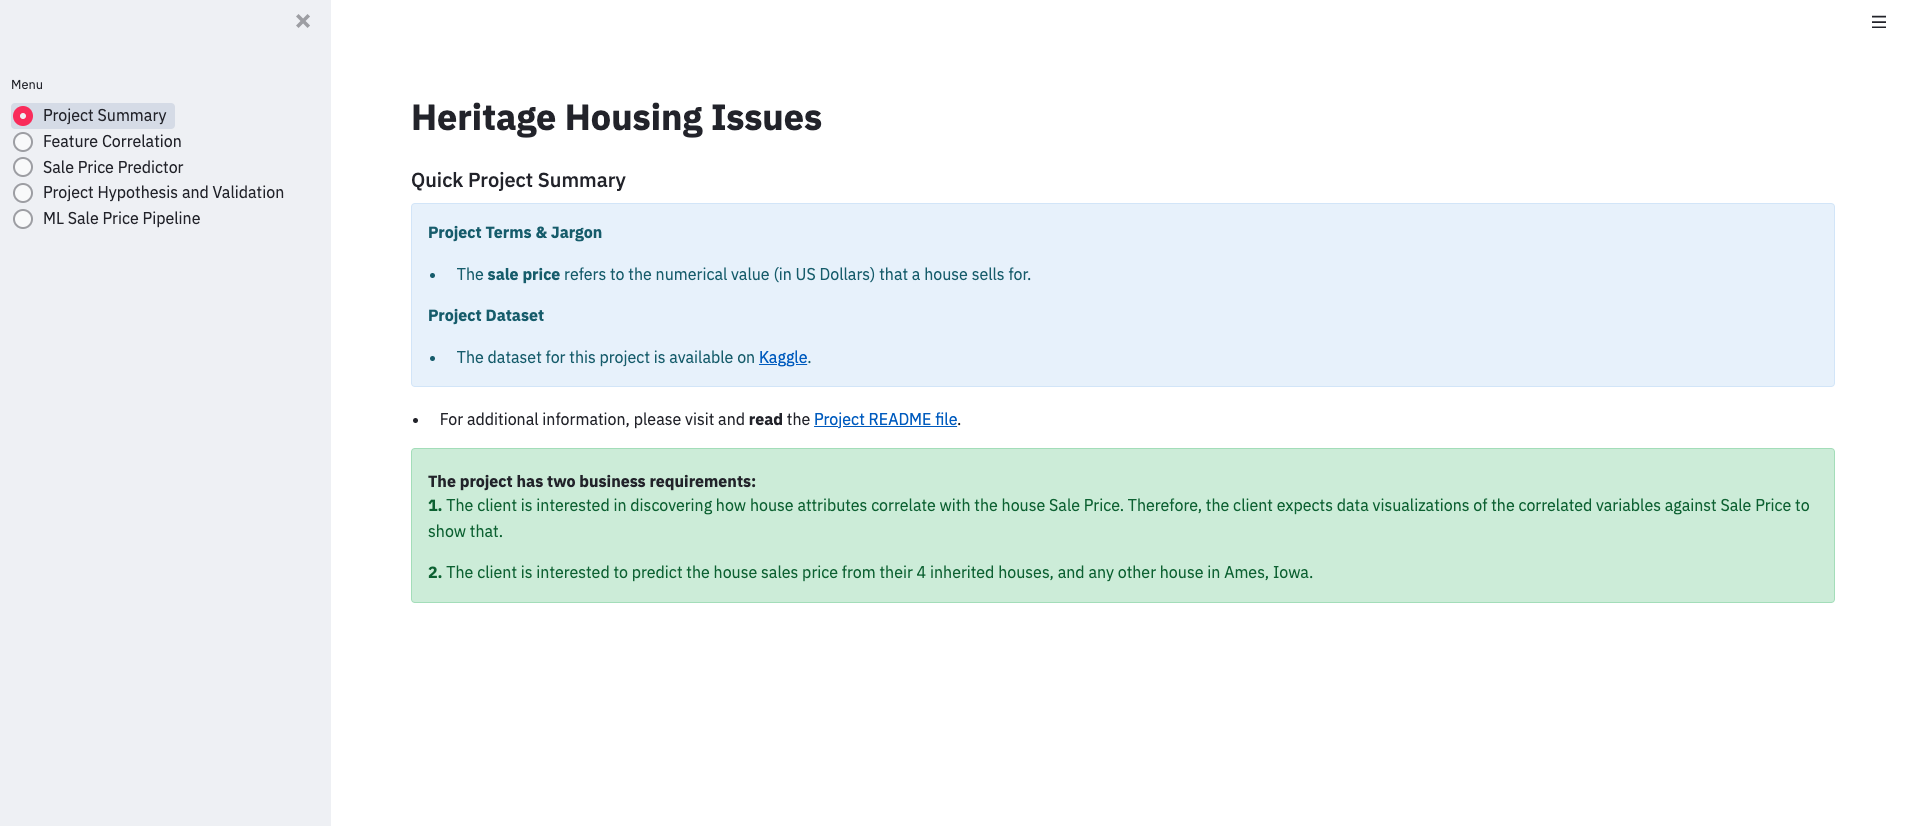 Menu
Project Summary
Feature Correlation
Sale Price Predictor
Project Hypothesis and Validation
ML Sale Price Pipeline
Heritage Housing Issues
Quick Project Summary
Project Terms & Jargon
• The sale price refers to the numerical value (in US Dollars) that a house sells for.
Project Dataset
• The dataset for this project is available on Kaggle.
• For additional information, please visit and read the Project README file.
The project has two business requirements:
1. The client is interested in discovering how house attributes correlate with the house Sale Price. Therefore, the client expects data visualizations of the correlated variables against Sale Price to
show that.
2. The client is interested to predict the house sales price from their 4 inherited houses, and any other house in Ames, Iowa.